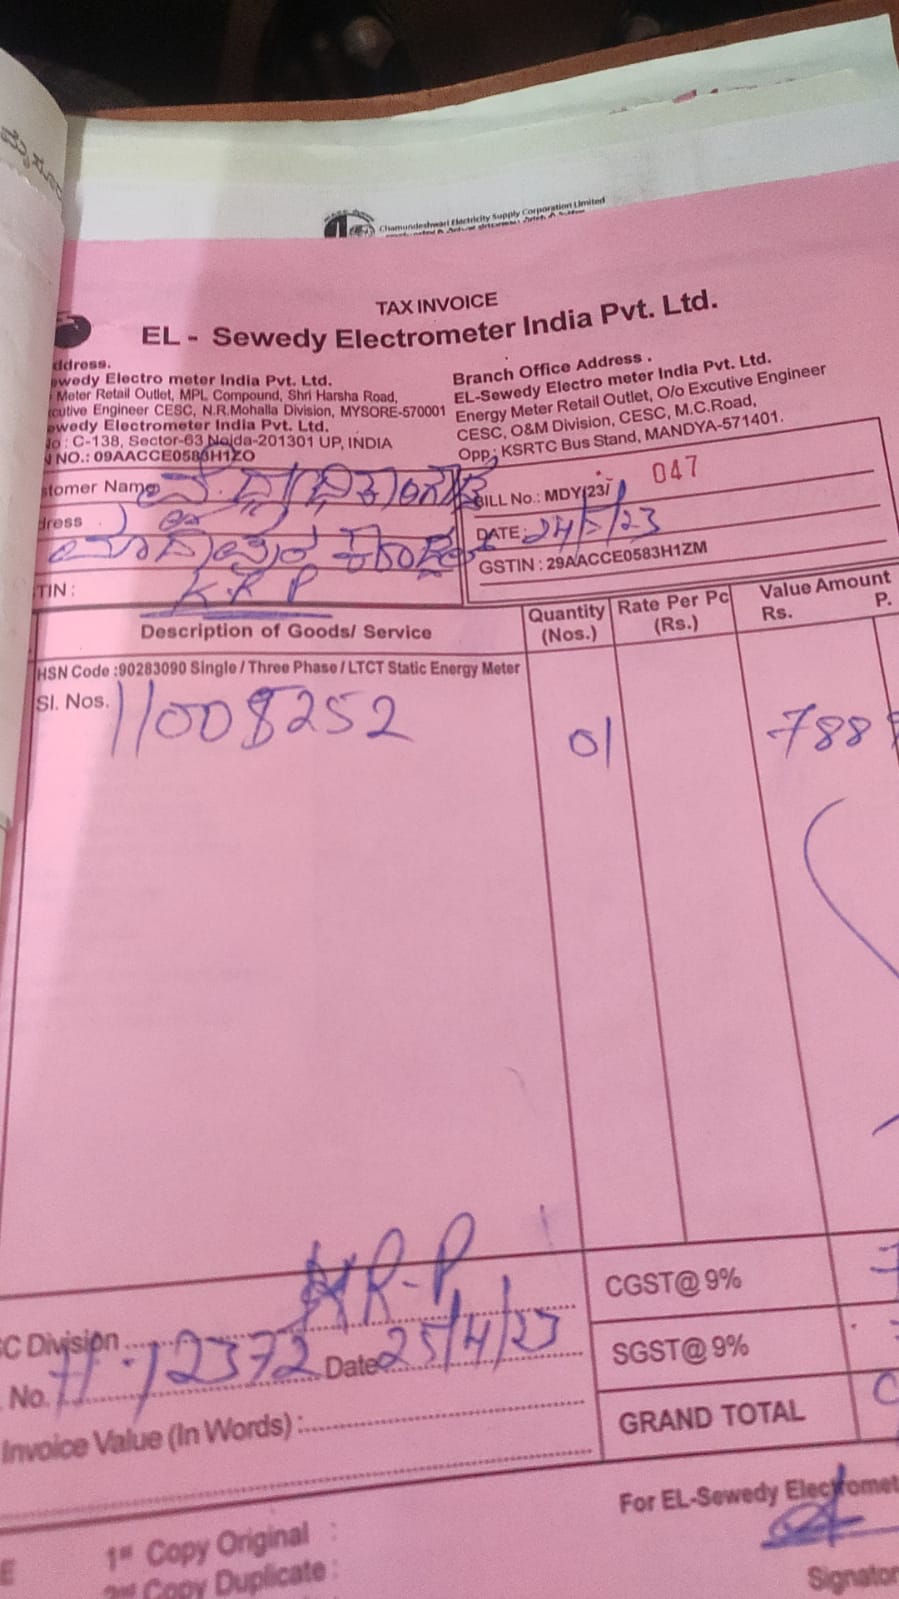 Chamundeshwari Electricity Supply Corporation Limited
TAX INVOICE
EL - Sewedy Electrometer India Pvt. Ltd.
ddress.
ewedy Electro meter India Pvt. Ltd.
Meter Retail Outlet, MPL Compound, Shri Harsha Road,
cutive Engineer CESC, N.R.Mohalla Division, MYSORE-570001
ewedy Electrometer India Pvt. Ltd.
o : C-138, Sector-63 Noida-201301 UP, INDIA
N NO.: 09AACCE0583H1ZO
Branch Office Address .
EL-Sewedy Electro meter India Pvt. Ltd.
Energy Meter Retail Outlet, O/o Excutive Engineer
CESC, O&M Division, CESC, M.C.Road,
Opp: KSRTC Bus Stand, MANDYA-571401.
stomer Name
dress
TIN : K.R.P
BILL No.: MDY/23/ 047
DATE : 24/5/23
GSTIN : 29AACCE0583H1ZM
Description of Goods/ Service
Quantity (Nos.)
Rate Per Pc (Rs.)
Value Amount
Rs. P.
HSN Code :90283090 Single / Three Phase / LTCT Static Energy Meter
Sl. Nos. 11008252 01 788
CGST@ 9%
SGST@ 9%
GRAND TOTAL
C Division R-P
No. 12372 Date 25/4/23
Invoice Value (In Words) :
For EL-Sewedy Electromet
1st Copy Original :
2nd Copy Duplicate :
Signator